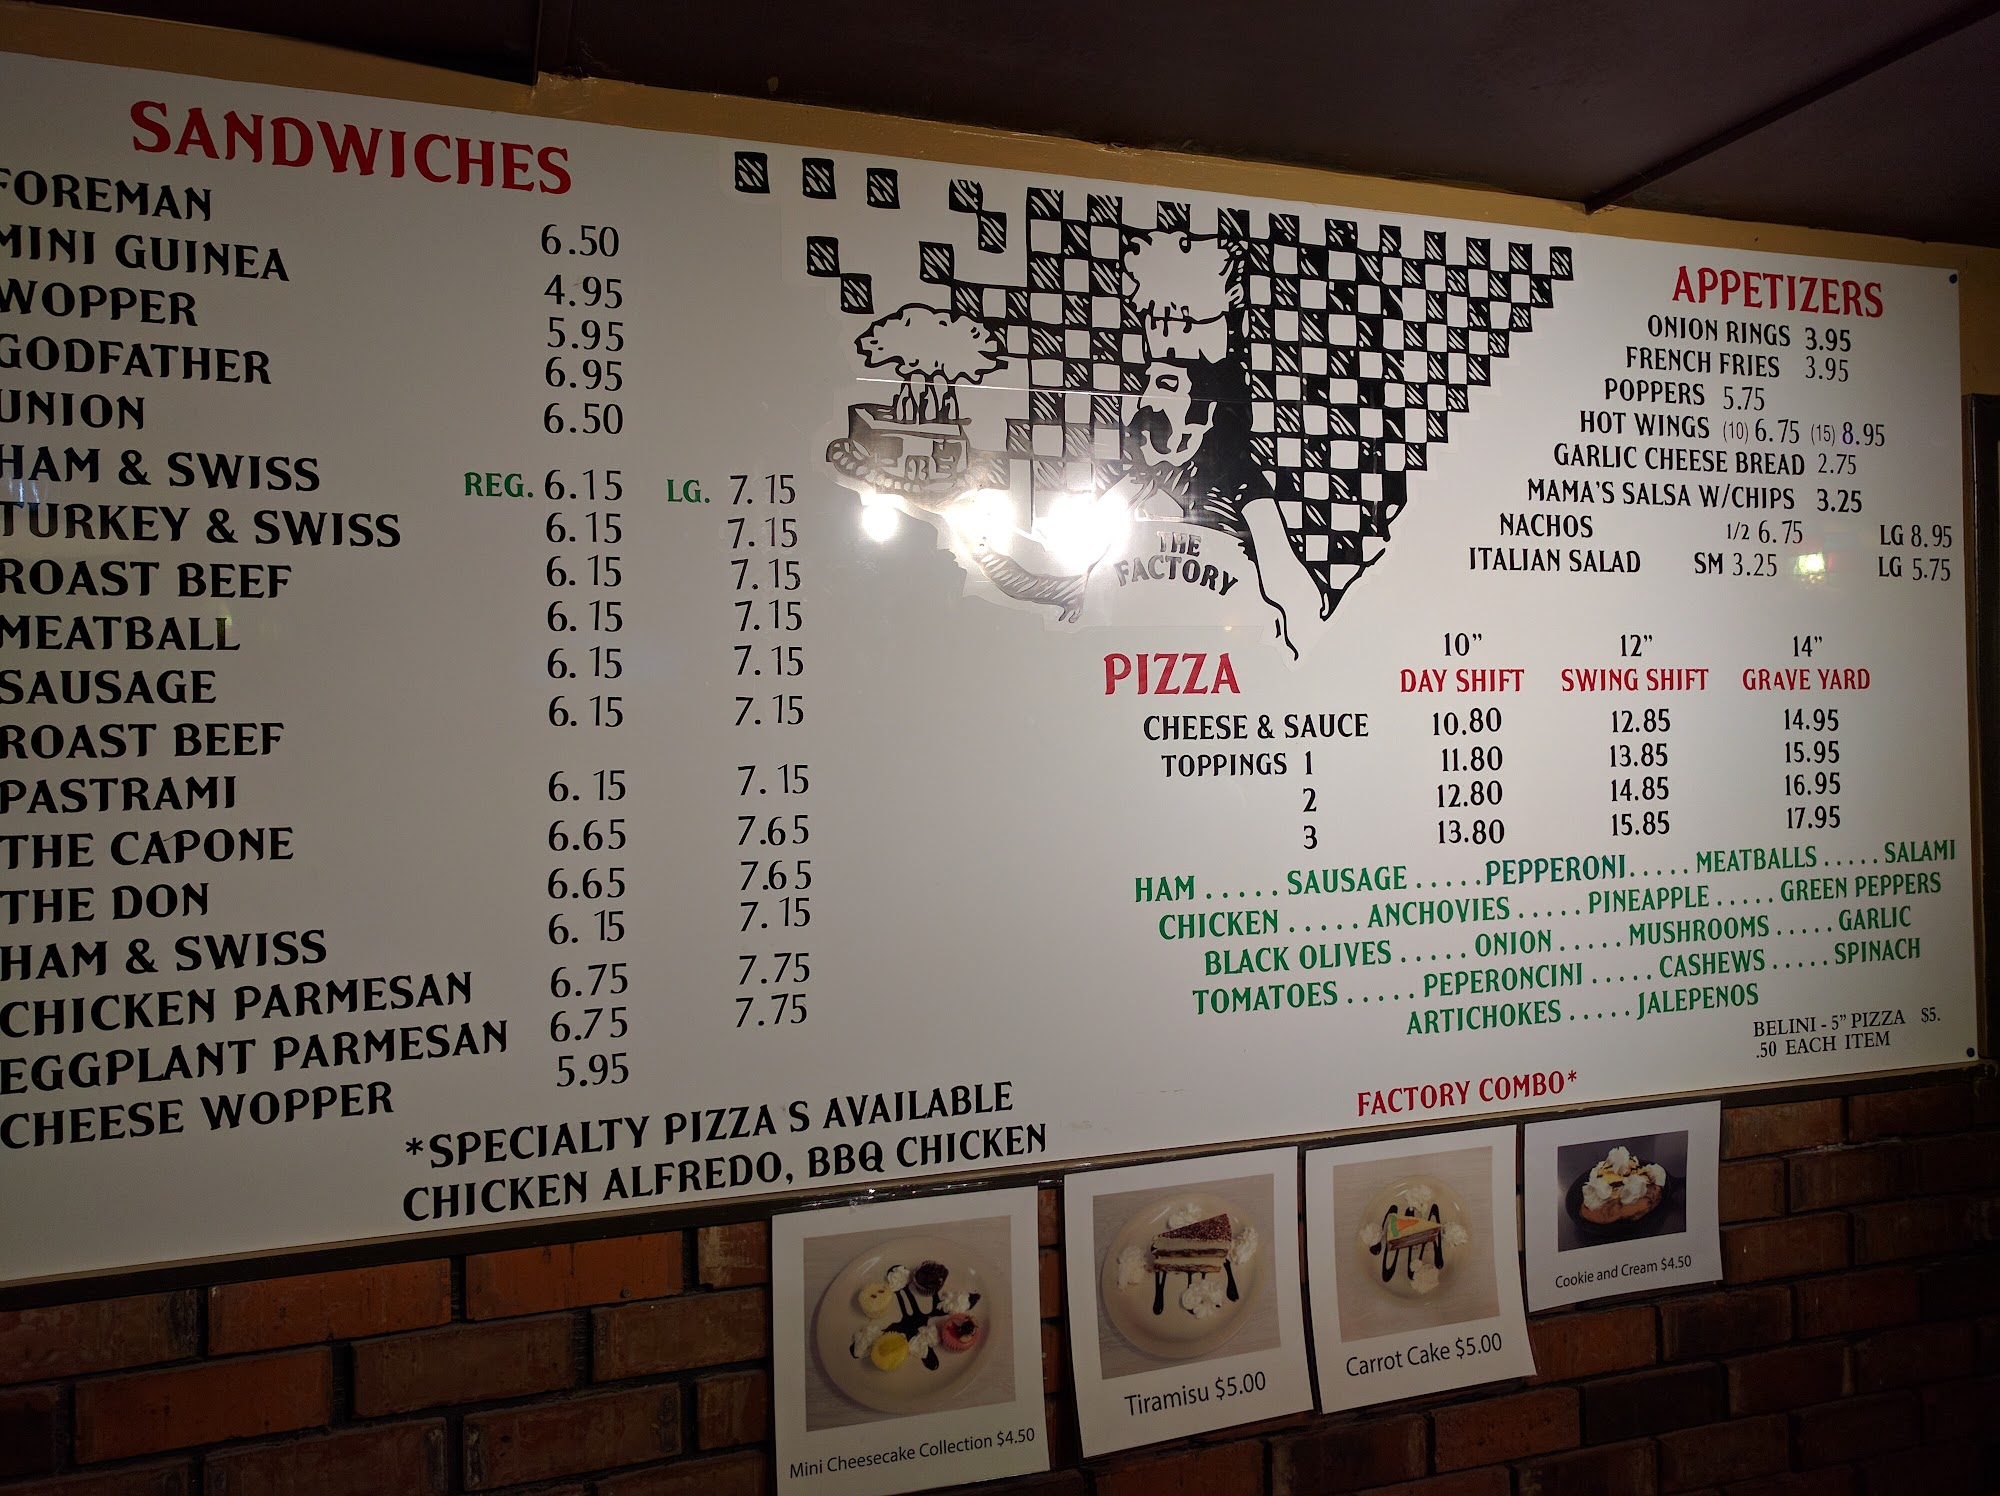 SANDWICHES
FOREMAN 6.50
MINI GUINEA 4.95
WOPPER 5.95
GODFATHER 6.95
UNION 6.50
HAM & SWISS REG. 6.15 LG. 7.15
TURKEY & SWISS 6.15 7.15
ROAST BEEF 6.15 7.15
MEATBALL 6.15 7.15
SAUSAGE 6.15 7.15
ROAST BEEF 6.15 7.15
PASTRAMI 6.15 7.15
THE CAPONE 6.65 7.65
THE DON 6.65 7.65
HAM & SWISS 6.15 7.15
CHICKEN PARMESAN 6.75 7.75
EGGPLANT PARMESAN 6.75 7.75
CHEESE WOPPER 5.95
*SPECIALTY PIZZA S AVAILABLE
CHICKEN ALFREDO, BBQ CHICKEN
THE
FACTORY
APPETIZERS
ONION RINGS 3.95
FRENCH FRIES 3.95
POPPERS 5.75
HOT WINGS (10) 6.75 (15) 8.95
GARLIC CHEESE BREAD 2.75
MAMA'S SALSA W/CHIPS 3.25
NACHOS 1/2 6.75 LG 8.95
ITALIAN SALAD SM 3.25 LG 5.75
10" 12" 14"
PIZZA DAY SHIFT SWING SHIFT GRAVE YARD
CHEESE & SAUCE 10.80 12.85 14.95
TOPPINGS 1 11.80 13.85 15.95
2 12.80 14.85 16.95
3 13.80 15.85 17.95
HAM ..... SAUSAGE ..... PEPPERONI ..... MEATBALLS ..... SALAMI
CHICKEN ..... ANCHOVIES ..... PINEAPPLE ..... GREEN PEPPERS
BLACK OLIVES ..... ONION ..... MUSHROOMS ..... GARLIC
TOMATOES ..... PEPERONCINI ..... CASHEWS ..... SPINACH
ARTICHOKES ..... JALEPENOS
BELINI - 5" PIZZA $5.
.50 EACH ITEM
FACTORY COMBO*
Mini Cheesecake Collection $4.50
Tiramisu $5.00
Carrot Cake $5.00
Cookie and Cream $4.50